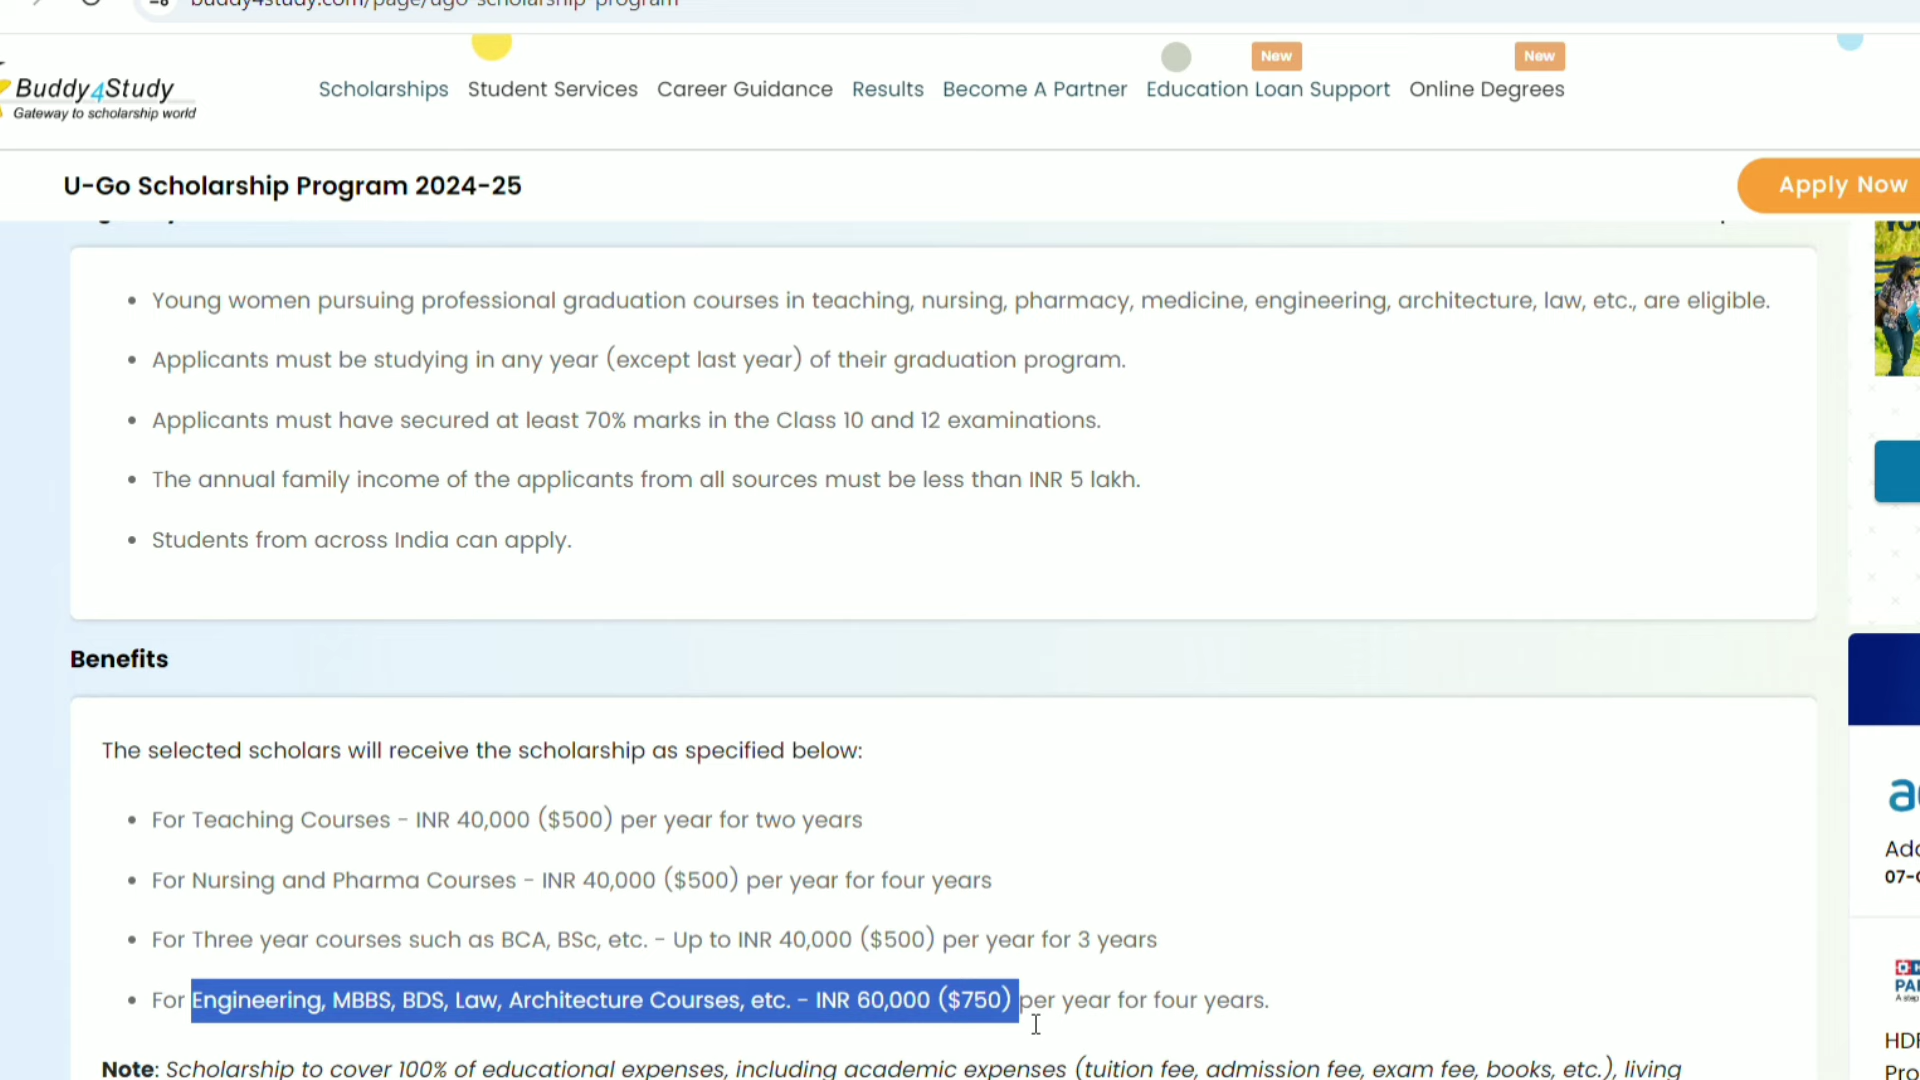 buddy4study.com/page/ugo-scholarship-program
New
New
Buddy4Study
Gateway to scholarship world
Scholarships Student Services Career Guidance Results Become A Partner Education Loan Support Online Degrees
U-Go Scholarship Program 2024-25
Apply Now
• Young women pursuing professional graduation courses in teaching, nursing, pharmacy, medicine, engineering, architecture, law, etc., are eligible.
• Applicants must be studying in any year (except last year) of their graduation program.
• Applicants must have secured at least 70% marks in the Class 10 and 12 examinations.
• The annual family income of the applicants from all sources must be less than INR 5 lakh.
• Students from across India can apply.
Benefits
The selected scholars will receive the scholarship as specified below:
• For Teaching Courses - INR 40,000 ($500) per year for two years
• For Nursing and Pharma Courses - INR 40,000 ($500) per year for four years
• For Three year courses such as BCA, BSc, etc. - Up to INR 40,000 ($500) per year for 3 years
• For Engineering, MBBS, BDS, Law, Architecture Courses, etc. - INR 60,000 ($750) per year for four years.
Note: Scholarship to cover 100% of educational expenses, including academic expenses (tuition fee, admission fee, exam fee, books, etc.), living